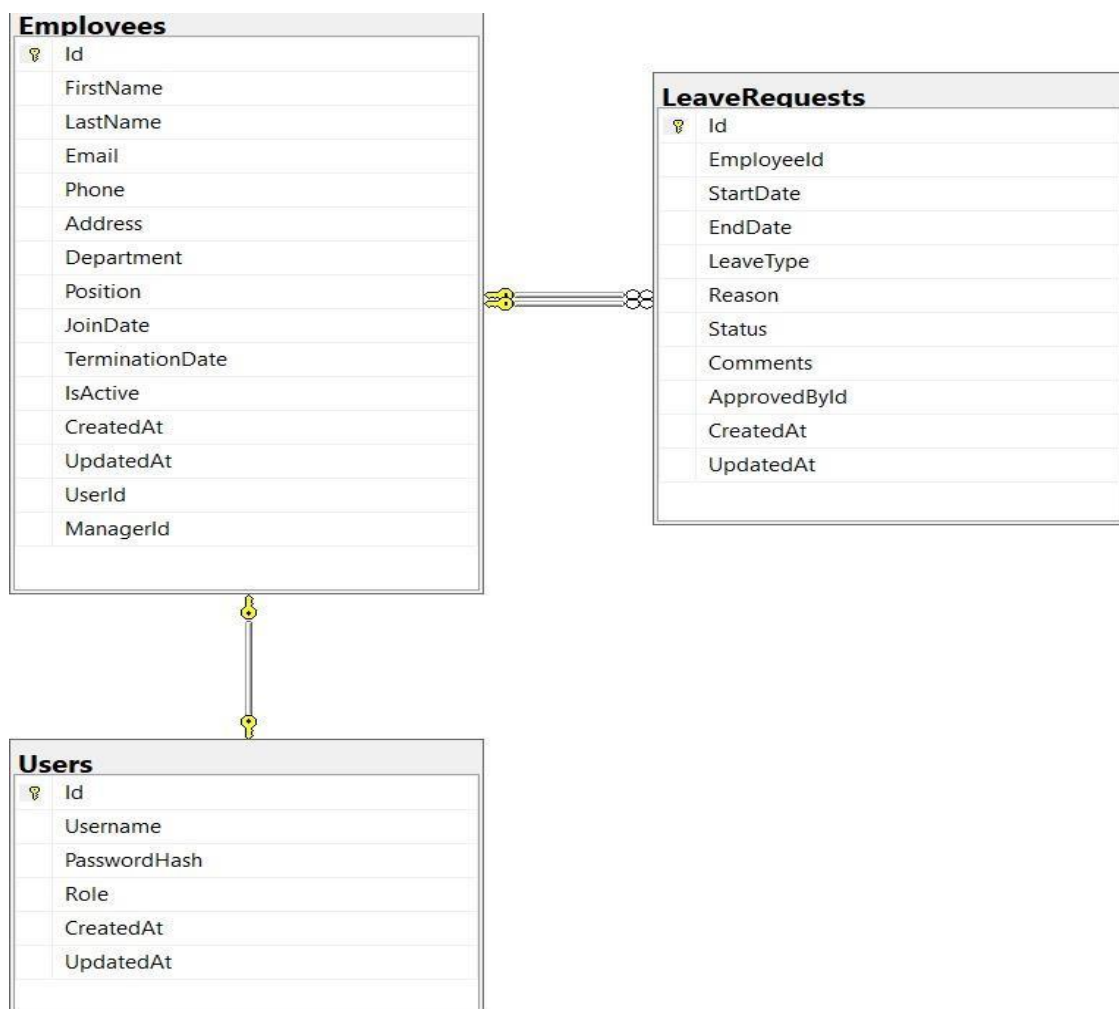 Employees
Id
FirstName
LastName
Email
Phone
Address
Department
Position
JoinDate
TerminationDate
IsActive
CreatedAt
UpdatedAt
UserId
ManagerId
LeaveRequests
Id
EmployeeId
StartDate
EndDate
LeaveType
Reason
Status
Comments
ApprovedById
CreatedAt
UpdatedAt
Users
Id
Username
PasswordHash
Role
CreatedAt
UpdatedAt